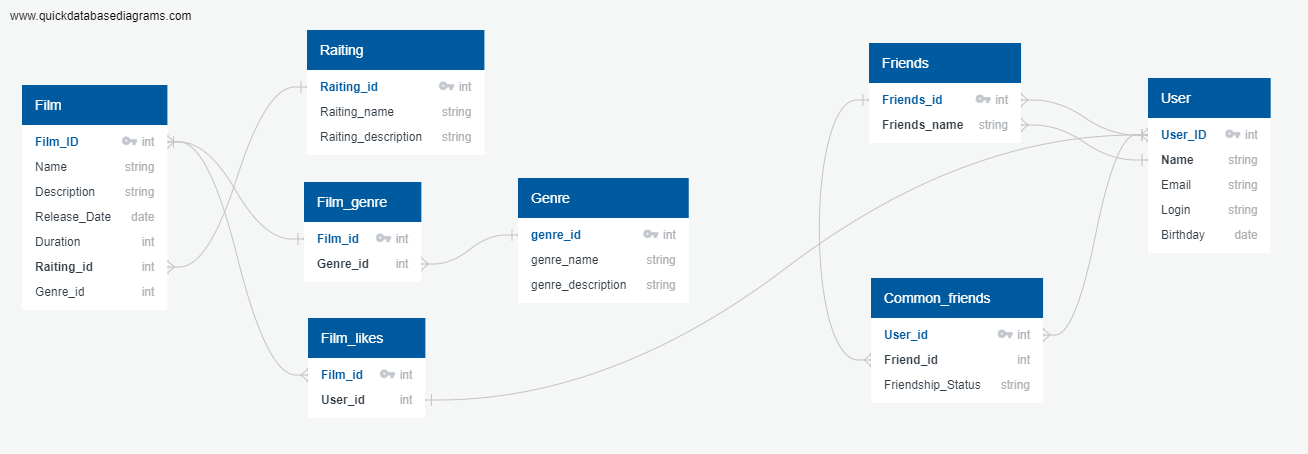 www.quickdatabasediagrams.com
Film
Film_ID int
Name string
Description string
Release_Date date
Duration int
Raiting_id int
Genre_id int
Raiting
Raiting_id int
Raiting_name string
Raiting_description string
Film_genre
Film_id int
Genre_id int
Genre
genre_id int
genre_name string
genre_description string
Film_likes
Film_id int
User_id int
Friends
Friends_id int
Friends_name string
User
User_ID int
Name string
Email string
Login string
Birthday date
Common_friends
User_id int
Friend_id int
Friendship_Status string